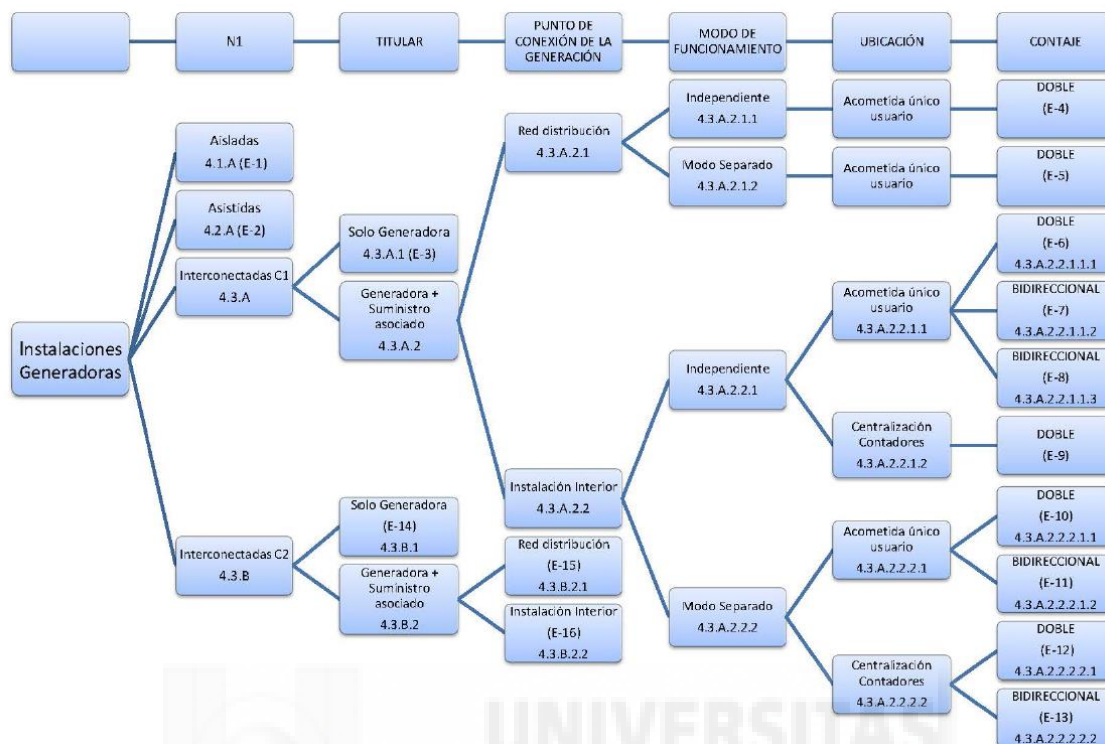 N1
TITULAR
PUNTO DE
CONEXIÓN DE LA
GENERACIÓN
MODO DE
FUNCIONAMIENTO
UBICACIÓN
CONTAJE
Instalaciones
Generadoras
Aisladas
4.1.A (E-1)
Asistidas
4.2.A (E-2)
Interconectadas C1
4.3.A
Solo Generadora
4.3.A.1 (E-3)
Generadora +
Suministro
asociado
4.3.A.2
Red distribución
4.3.A.2.1
Independiente
4.3.A.2.1.1
Acometida único
usuario
DOBLE
(E-4)
Modo Separado
4.3.A.2.1.2
Acometida único
usuario
DOBLE
(E-5)
Instalación Interior
4.3.A.2.2
Independiente
4.3.A.2.2.1
Acometida único
usuario
4.3.A.2.2.1.1
DOBLE
(E-6)
4.3.A.2.2.1.1.1
BIDIRECCIONAL
(E-7)
4.3.A.2.2.1.1.2
BIDIRECCIONAL
(E-8)
4.3.A.2.2.1.1.3
Centralización
Contadores
4.3.A.2.2.1.2
DOBLE
(E-9)
Modo Separado
4.3.A.2.2.2
Acometida único
usuario
4.3.A.2.2.2.1
DOBLE
(E-10)
4.3.A.2.2.2.1.1
BIDIRECCIONAL
(E-11)
4.3.A.2.2.2.1.2
Centralización
Contadores
4.3.A.2.2.2.2
DOBLE
(E-12)
4.3.A.2.2.2.2.1
BIDIRECCIONAL
(E-13)
4.3.A.2.2.2.2.2
Interconectadas C2
4.3.B
Solo Generadora
(E-14)
4.3.B.1
Generadora +
Suministro
asociado
4.3.B.2
Red distribución
(E-15)
4.3.B.2.1
Instalación Interior
(E-16)
4.3.B.2.2
UNIVERSITAS